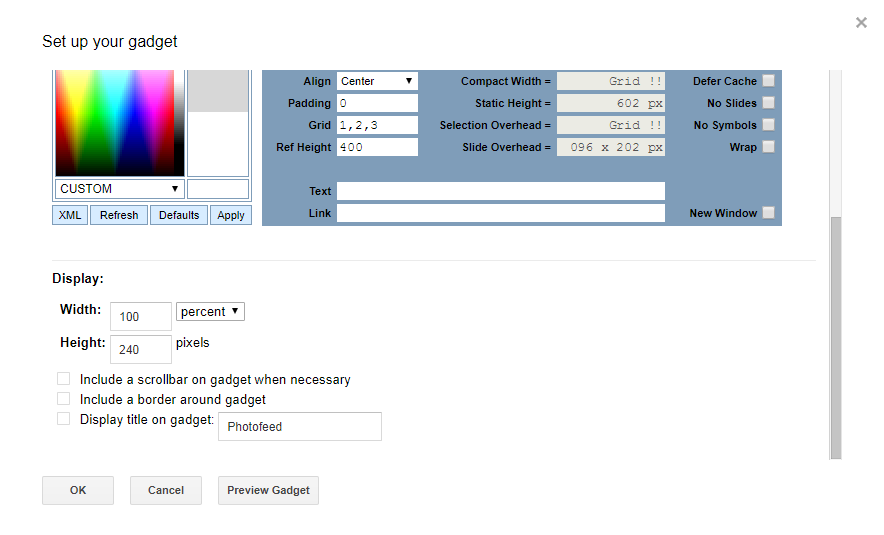 Set up your gadget
Align Center Compact Width = Grid !! Defer Cache
Padding 0 Static Height = 602 px No Slides
Grid 1,2,3 Selection Overhead = Grid !! No Symbols
Ref Height 400 Slide Overhead = 096 x 202 px Wrap
CUSTOM
Text
XML Refresh Defaults Apply Link New Window
Display:
Width: 100 percent
Height: 240 pixels
Include a scrollbar on gadget when necessary
Include a border around gadget
Display title on gadget: Photofeed
OK Cancel Preview Gadget